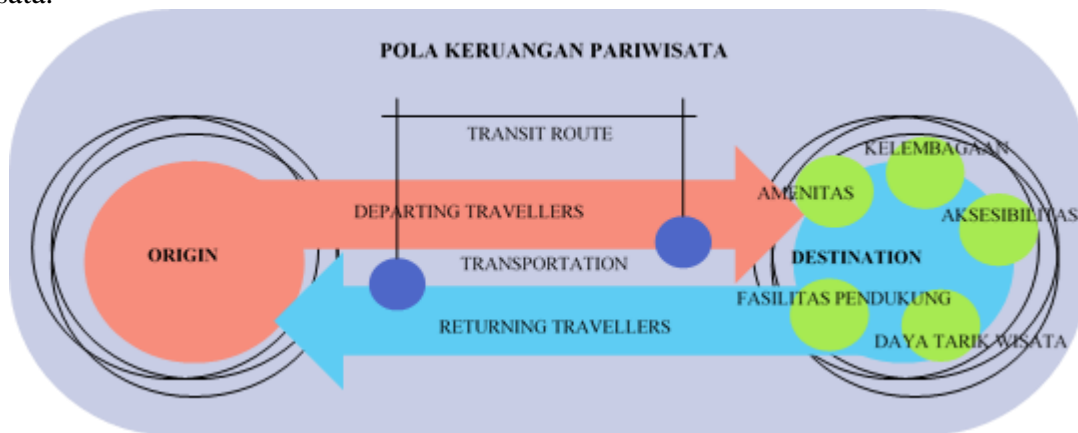 POLA KERUANGAN PARIWISATA
TRANSIT ROUTE
KELEMBAGAAN
AMENITAS
DEPARTING TRAVELLERS
AKSESIBILITAS
ORIGIN
TRANSPORTATION
DESTINATION
FASILITAS PENDUKUNG
RETURNING TRAVELLERS
DAYA TARIK WISATA